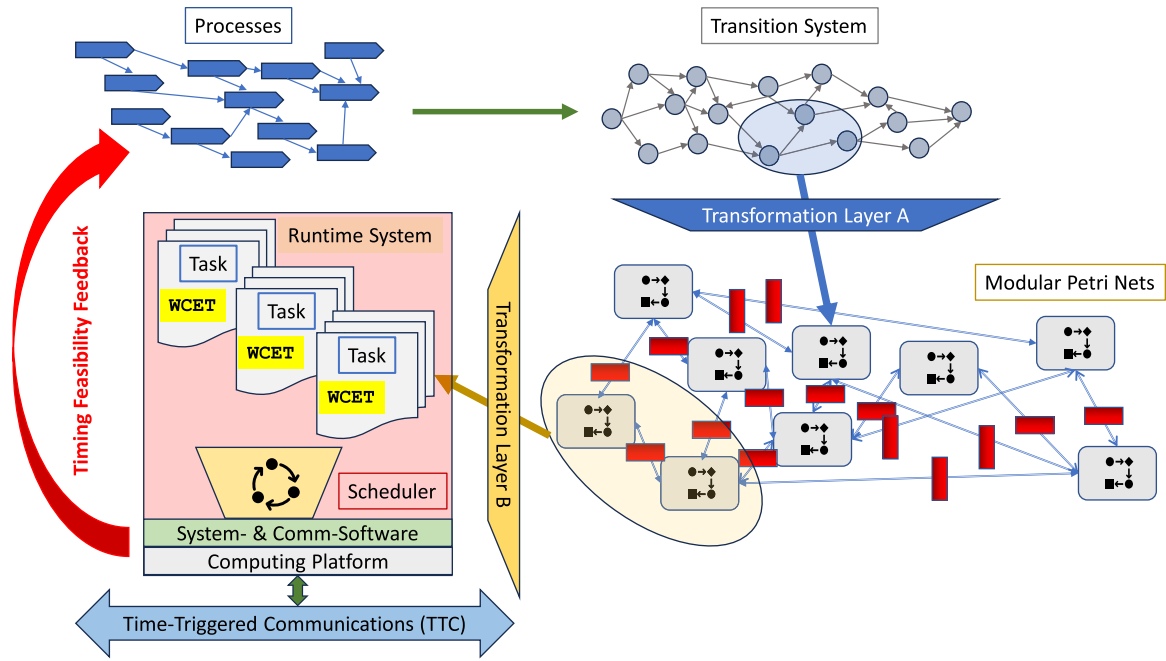 Processes
Transition System
Transformation Layer A
Runtime System
Task
WCET
Task
WCET
Task
WCET
Timing Feasibility Feedback
Transformation Layer B
Modular Petri Nets
Scheduler
System- & Comm-Software
Computing Platform
Time-Triggered Communications (TTC)